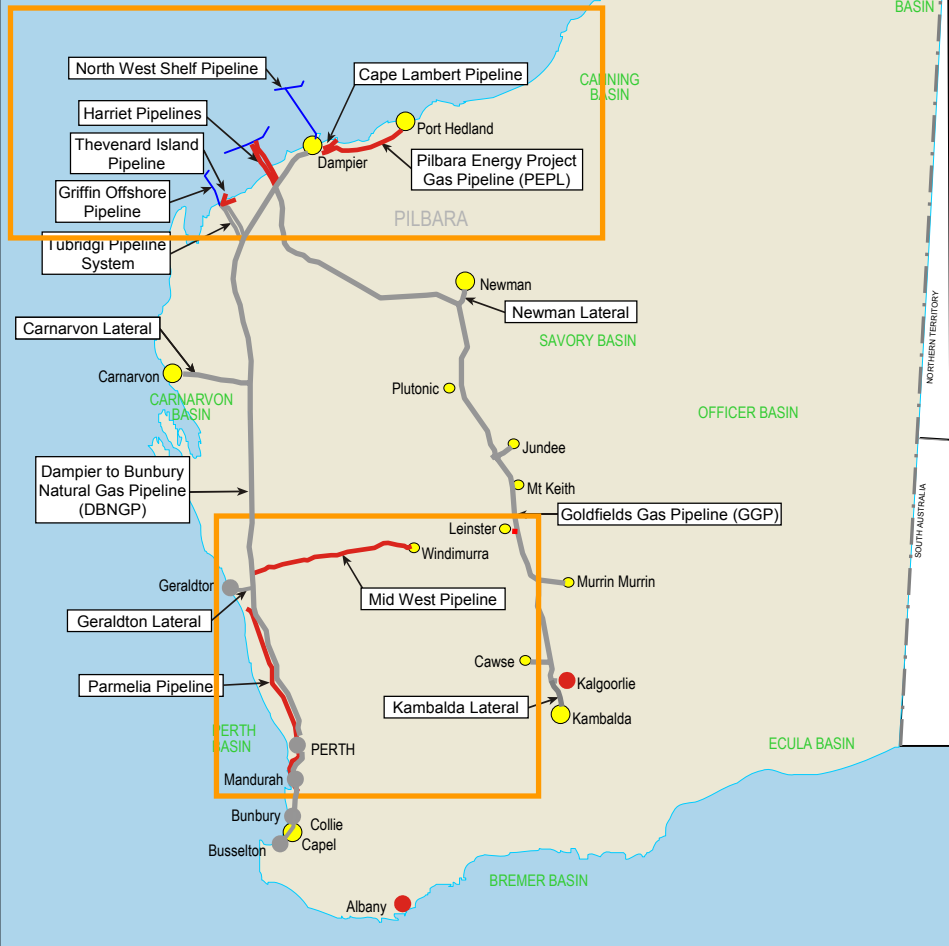 BASIN
North West Shelf Pipeline
Cape Lambert Pipeline
CANNING
BASIN
Harriet Pipelines
Port Hedland
Thevenard Island
Pipeline
Dampier
Pilbara Energy Project
Gas Pipeline (PEPL)
Griffin Offshore
Pipeline
PILBARA
Tubridgi Pipeline
System
Newman
Newman Lateral
NORTHERN TERRITORY
Carnarvon Lateral
SAVORY BASIN
Carnarvon
Plutonic
CARNARVON
BASIN
OFFICER BASIN
Jundee
Dampier to Bunbury
Natural Gas Pipeline
(DBNGP)
Mt Keith
SOUTH AUSTRALIA
Goldfields Gas Pipeline (GGP)
Leinster
Windimurra
Geraldton
Murrin Murrin
Mid West Pipeline
Geraldton Lateral
Cawse
Parmelia Pipeline
Kalgoorlie
Kambalda Lateral
Kambalda
PERTH
BASIN
PERTH
ECULA BASIN
Mandurah
Bunbury
Collie
Capel
Busselton
BREMER BASIN
Albany